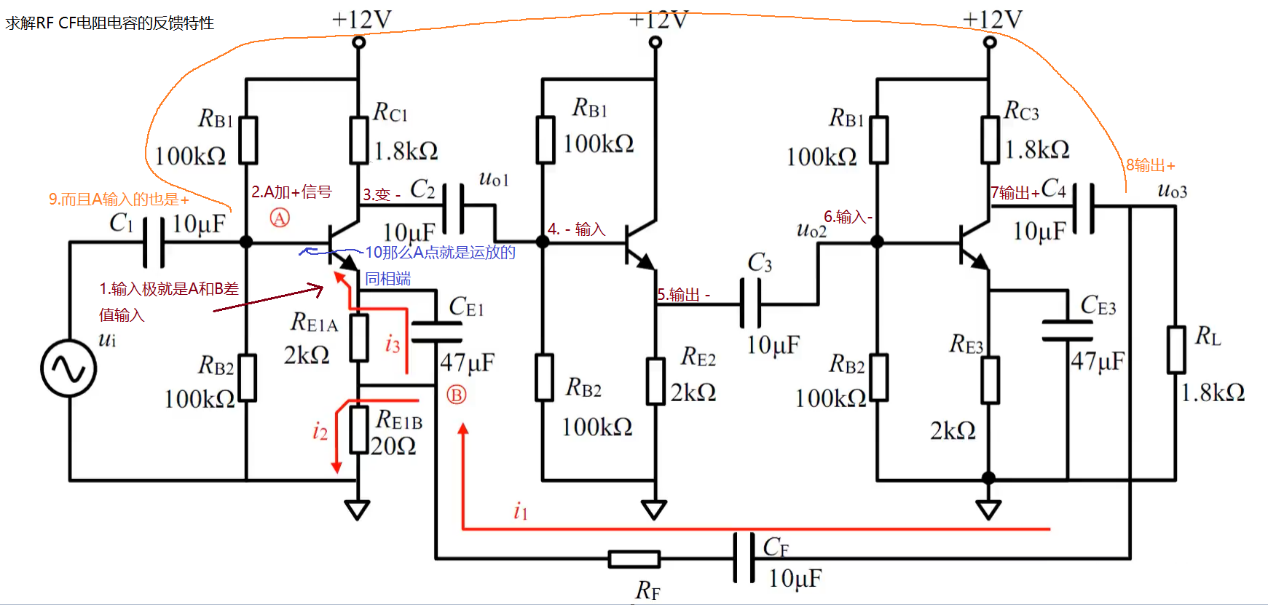 求解RF CF电阻电容的反馈特性
+12V
+12V
+12V
RB1
100kΩ
RC1
1.8kΩ
RB1
100kΩ
RB1
100kΩ
RC3
1.8kΩ
8输出+
9.而且A输入的也是+
2.A加+信号
A
3.变 -
C2
uo1
7输出+
C4
uo3
C1
10μF
10μF
4. - 输入
6.输入-
uo2
10μF
10那么A点就是运放的
同相端
C3
5.输出 -
10μF
1.输入极就是A和B差
值输入
ui
RE1A
2kΩ
i3
CE1
47μF
RB2
100kΩ
B
i2
RE1B
20Ω
RB2
100kΩ
RE2
2kΩ
RB2
100kΩ
RE3
2kΩ
CE3
47μF
RL
1.8kΩ
i1
RF
CF
10μF